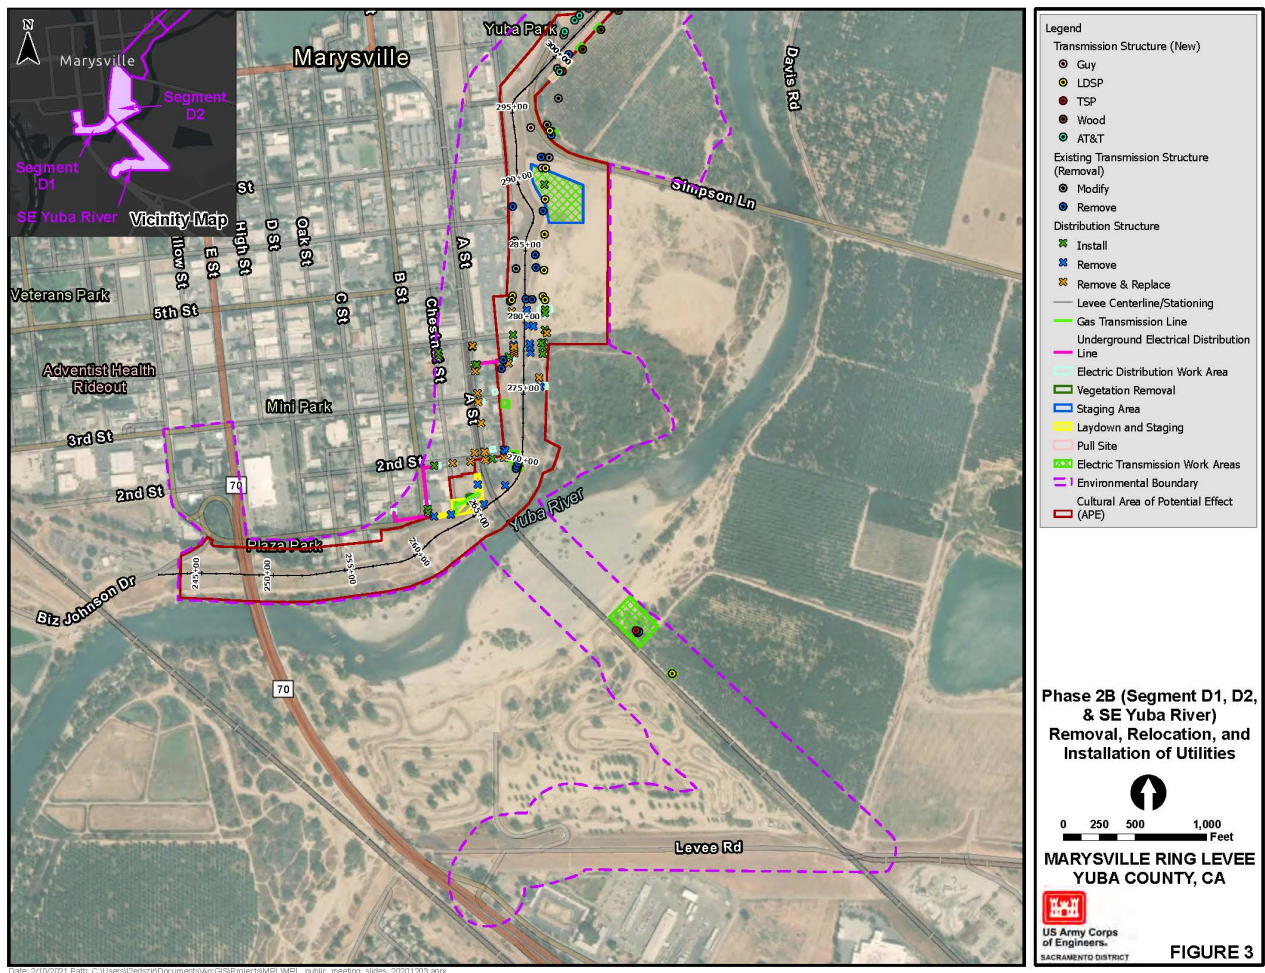 N
Marysville
Segment
D2
Segment
D1
SE Yuba River
Vicinity Map
Marysville
Yuba Park
Davis Rd
Simpson Ln
300+00
295+00
290+00
285+00
280+00
275+00
270+00
265+00
260+00
255+00
250+00
245+00
St
E St
High St
D St
Oak St
C St
B St
A St
A St
Veterans Park
5th St
Adventist Health
Rideout
Mini Park
3rd St
2nd St
2nd St
70
Plaza Park
Yuba River
Biz Johnson Dr
70
Levee Rd
Legend
Transmission Structure (New)
Guy
LDSP
TSP
Wood
AT&T
Existing Transmission Structure
(Removal)
Modify
Remove
Distribution Structure
Install
Remove
Remove & Replace
Levee Centerline/Stationing
Gas Transmission Line
Underground Electrical Distribution
Line
Electric Distribution Work Area
Vegetation Removal
Staging Area
Laydown and Staging
Pull Site
Electric Transmission Work Areas
Environmental Boundary
Cultural Area of Potential Effect
(APE)
Phase 2B (Segment D1, D2,
& SE Yuba River)
Removal, Relocation, and
Installation of Utilities
0 250 500 1,000
Feet
MARYSVILLE RING LEVEE
YUBA COUNTY, CA
US Army Corps
of Engineers®
SACRAMENTO DISTRICT
FIGURE 3